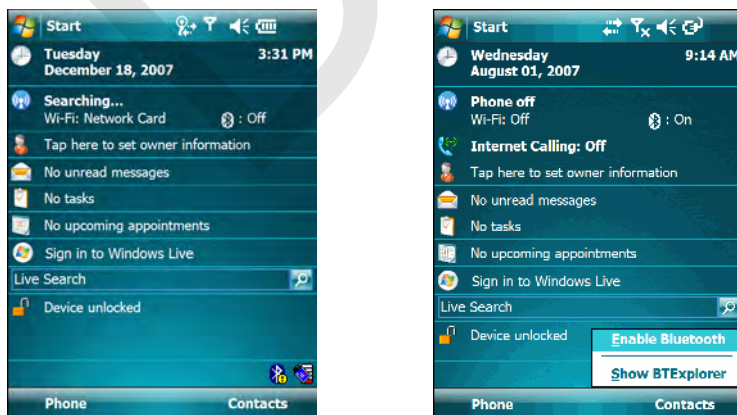 Start
Tuesday 3:31 PM
December 18, 2007
Searching...
Wi-Fi: Network Card : Off
Tap here to set owner information
No unread messages
No tasks
No upcoming appointments
Sign in to Windows Live
Live Search
Device unlocked
Phone Contacts
Start
Wednesday 9:14 AM
August 01, 2007
Phone off
Wi-Fi: Off : On
Internet Calling: Off
Tap here to set owner information
No unread messages
No tasks
No upcoming appointments
Sign in to Windows Live
Live Search
Device unlocked
Enable Bluetooth
Show BTExplorer
Phone Contacts